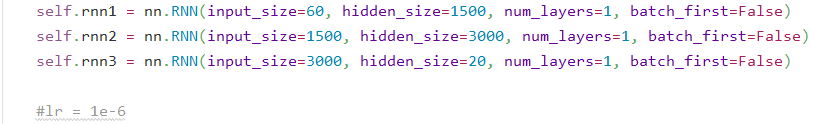 self.rnn1 = nn.RNN(input_size=60, hidden_size=1500, num_layers=1, batch_first=False)
self.rnn2 = nn.RNN(input_size=1500, hidden_size=3000, num_layers=1, batch_first=False)
self.rnn3 = nn.RNN(input_size=3000, hidden_size=20, num_layers=1, batch_first=False)
#lr = 1e-6